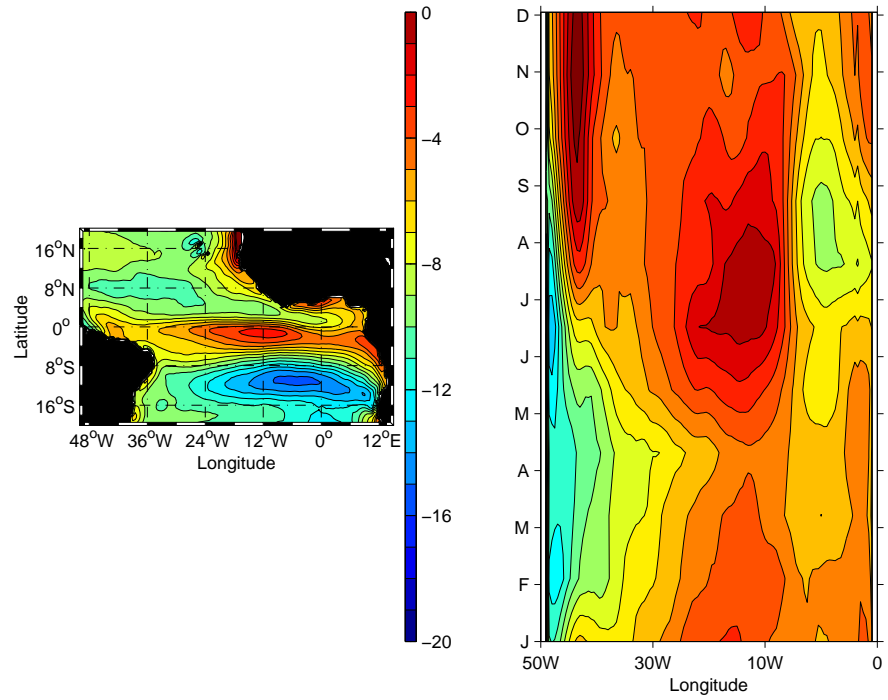 16°N
8°N
0°
8°S
16°S
Latitude
48°W 36°W 24°W 12°W 0° 12°E
Longitude
0
−4
−8
−12
−16
−20
D
N
O
S
A
J
J
M
A
M
F
J
50W 30W 10W 0
Longitude